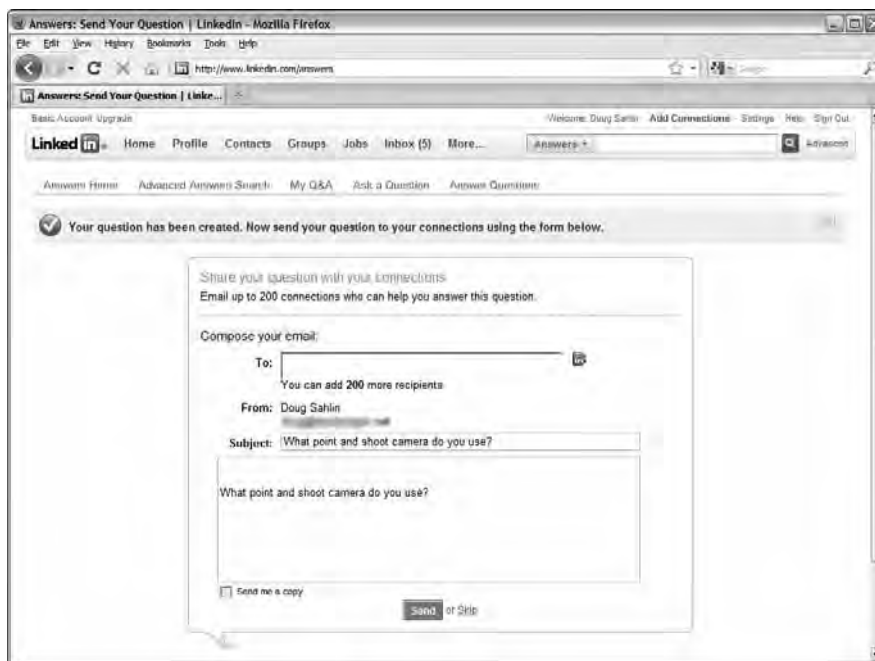 Answers: Send Your Question | LinkedIn - Mozilla Firefox
File Edit View History Bookmarks Tools Help
http://www.linkedin.com/answers
Answers: Send Your Question | Linke...
Basic Account: Upgrade Welcome, Doug Sahlin Add Connections Settings Help Sign Out
Linked in Home Profile Contacts Groups Jobs Inbox (5) More... Answers Advanced
Answers Home Advanced Answers Search My Q&A Ask a Question Answer Questions
Your question has been created. Now send your question to your connections using the form below.
Share your question with your connections
Email up to 200 connections who can help you answer this question.
Compose your email:
To:
You can add 200 more recipients
From: Doug Sahlin
Subject: What point and shoot camera do you use?
What point and shoot camera do you use?
Send me a copy
Send or Skip